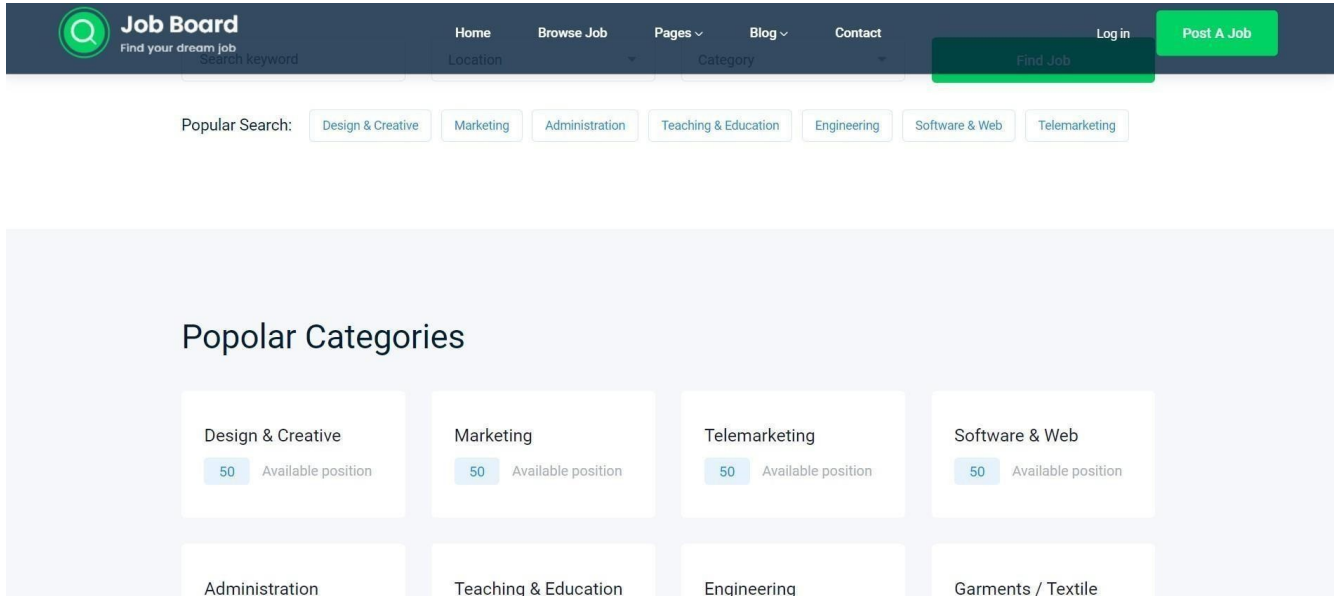 Job Board
Find your dream job
Home Browse Job Pages Blog Contact Log in Post A Job
Search keyword Location Category Find Job
Popular Search: Design & Creative Marketing Administration Teaching & Education Engineering Software & Web Telemarketing
Popolar Categories
Design & Creative Marketing Telemarketing Software & Web
50 Available position 50 Available position 50 Available position 50 Available position
Administration Teaching & Education Engineering Garments / Textile